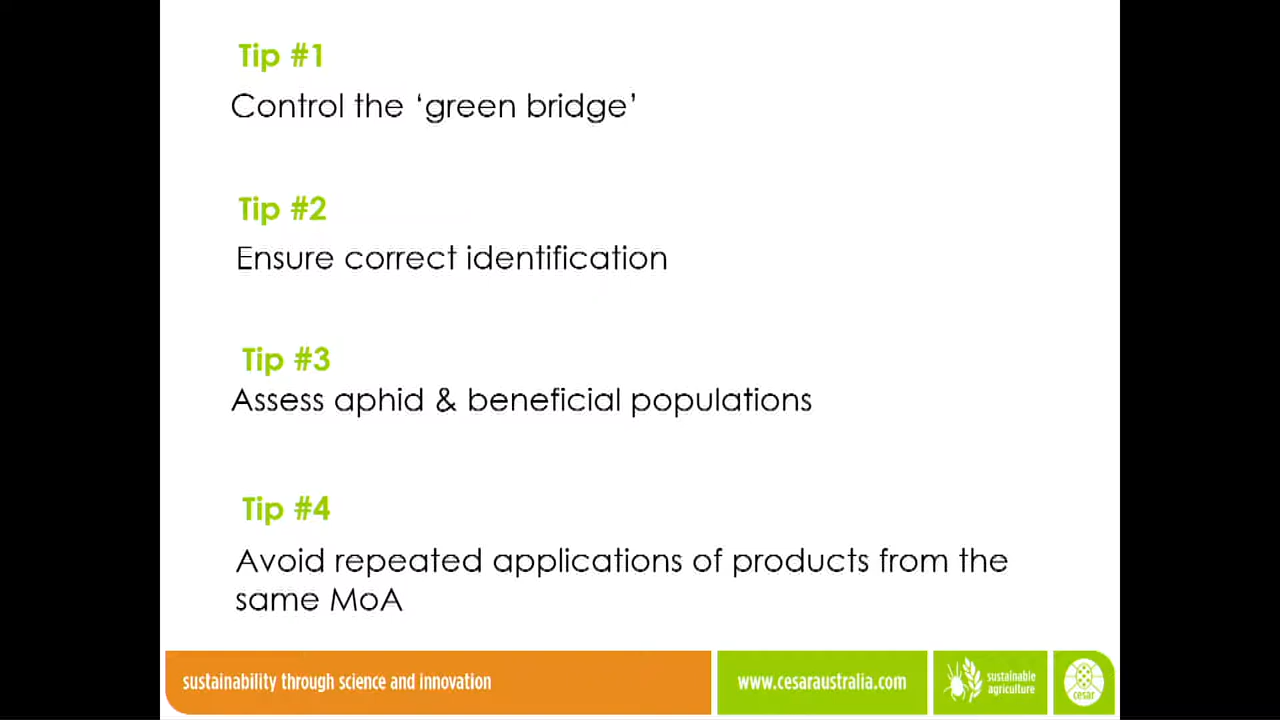 Tip #1
Control the ‘green bridge’
Tip #2
Ensure correct identification
Tip #3
Assess aphid & beneficial populations
Tip #4
Avoid repeated applications of products from the
same MoA
sustainability through science and innovation
www.cesaraustralia.com
sustainable
agriculture
cesar